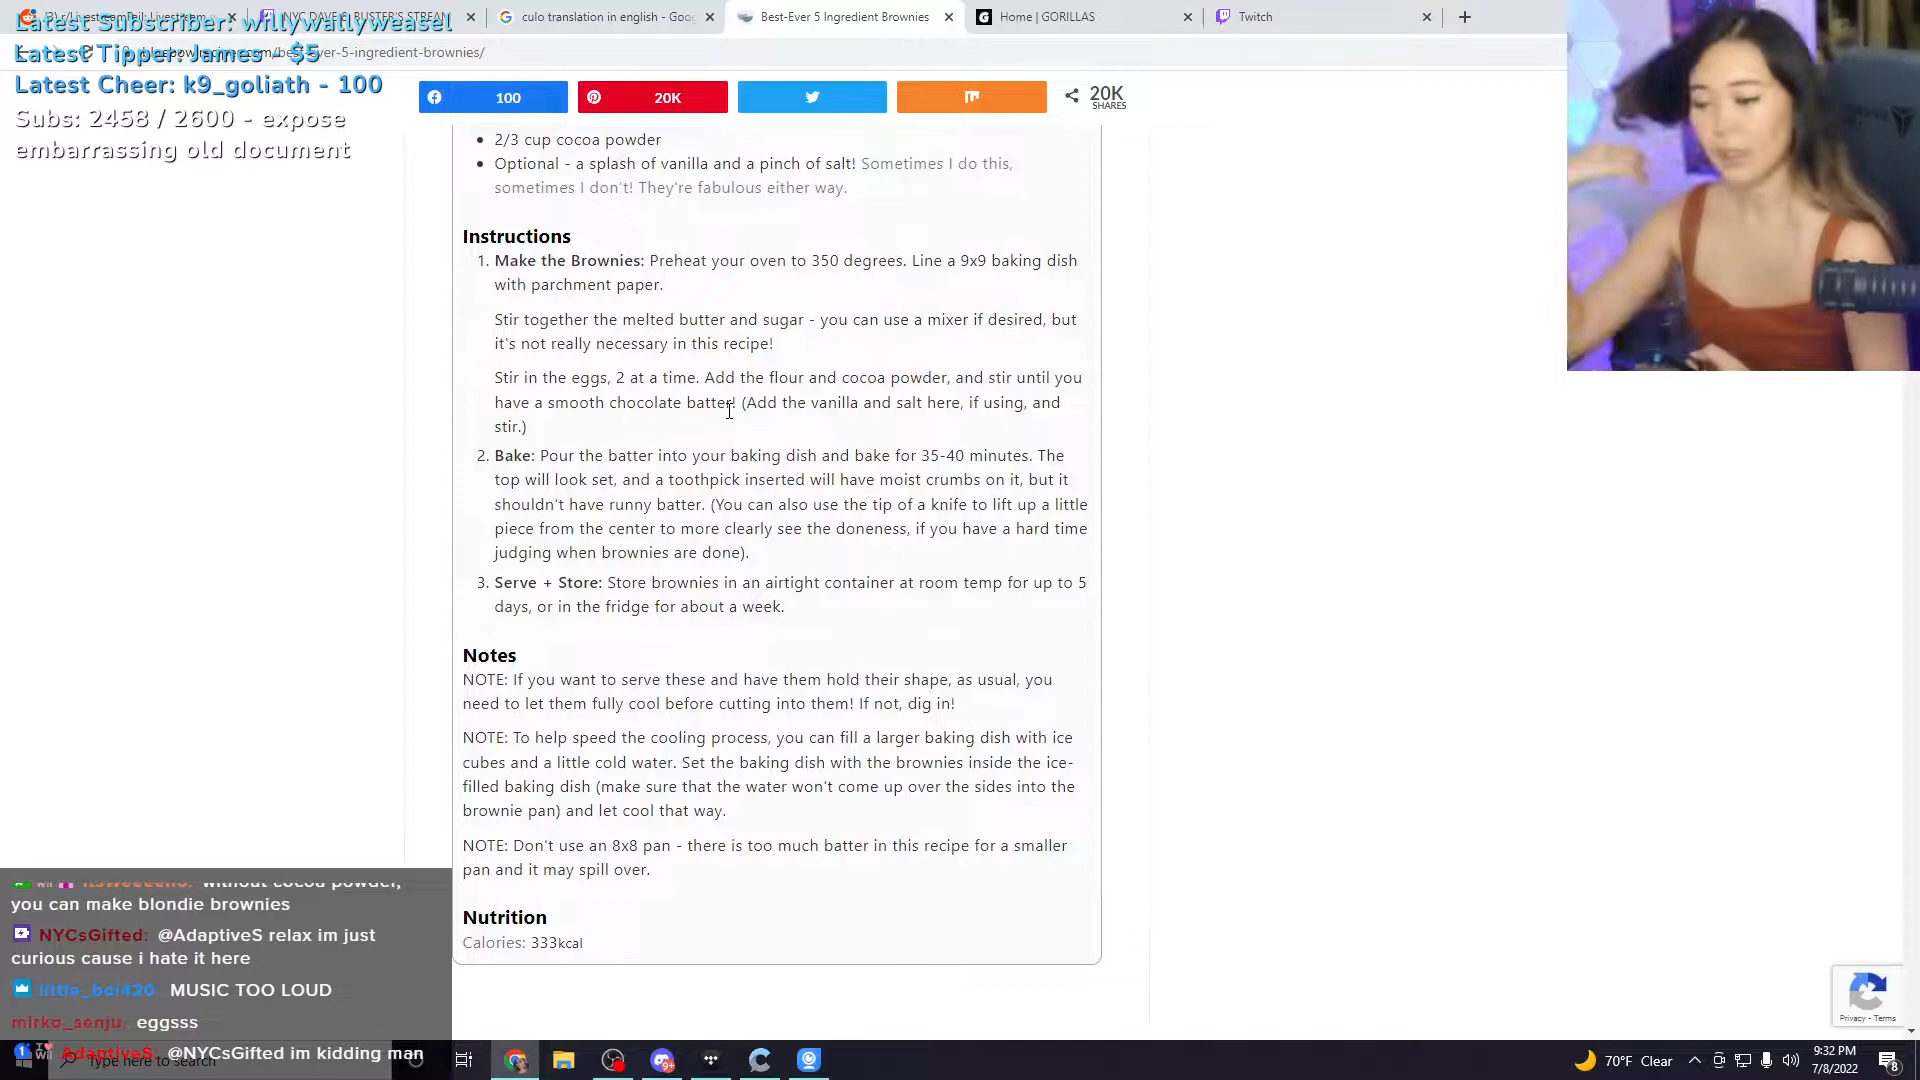 Latest Subscriber: willywallyweasel
Latest Tipper: James - $5
Latest Cheer: k9_goliath - 100
Subs: 2458 / 2600 - expose
embarrassing old document
NYC DAVE & BUSTER'S STREAM
culo translation in english - Goo
Best-Ever 5 Ingredient Brownies
Home | GORILLAS
Twitch
-ever-5-ingredient-brownies/
100
20K
20K
SHARES
• 2/3 cup cocoa powder
• Optional - a splash of vanilla and a pinch of salt! Sometimes I do this,
sometimes I don't! They're fabulous either way.
Instructions
1. Make the Brownies: Preheat your oven to 350 degrees. Line a 9x9 baking dish
with parchment paper.
Stir together the melted butter and sugar - you can use a mixer if desired, but
it's not really necessary in this recipe!
Stir in the eggs, 2 at a time. Add the flour and cocoa powder, and stir until you
have a smooth chocolate batter! (Add the vanilla and salt here, if using, and
stir.)
2. Bake: Pour the batter into your baking dish and bake for 35-40 minutes. The
top will look set, and a toothpick inserted will have moist crumbs on it, but it
shouldn't have runny batter. (You can also use the tip of a knife to lift up a little
piece from the center to more clearly see the doneness, if you have a hard time
judging when brownies are done).
3. Serve + Store: Store brownies in an airtight container at room temp for up to 5
days, or in the fridge for about a week.
Notes
NOTE: If you want to serve these and have them hold their shape, as usual, you
need to let them fully cool before cutting into them! If not, dig in!
NOTE: To help speed the cooling process, you can fill a larger baking dish with ice
cubes and a little cold water. Set the baking dish with the brownies inside the ice-
filled baking dish (make sure that the water won't come up over the sides into the
brownie pan) and let cool that way.
NOTE: Don't use an 8x8 pan - there is too much batter in this recipe for a smaller
pan and it may spill over.
Nutrition
Calories: 333kcal
without cocoa powder,
you can make blondie brownies
NYCsGifted: @AdaptiveS relax im just
curious cause i hate it here
little_boi420 MUSIC TOO LOUD
mirko_senju: eggsss
AdaptiveS: @NYCsGifted im kidding man
Type here to search
Privacy - Terms
70°F Clear
9:32 PM
7/8/2022
8